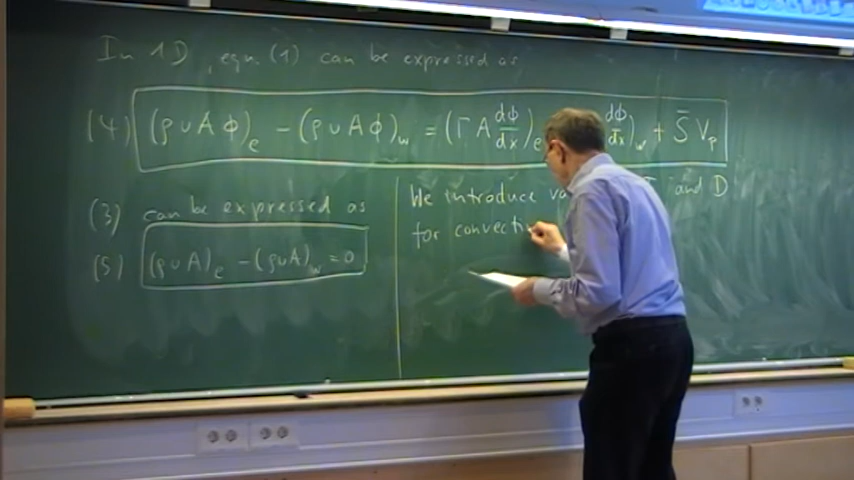 In 1D, eqn (1) can be expressed as
(4) (ρuAϕ)e - (ρuAϕ)w = (ΓA dϕ/dx)e dϕ/dx)w + S̄Vp
(3) can be expressed as
(5) (ρuA)e - (ρuA)w = 0
We introduce va and D
for convecti